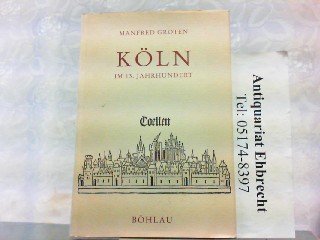 MANFRED GROTEN
KÖLN
IM 13. JAHRHUNDERT
Coellen
BÖHLAU
Antiquariat Ehbrecht
Tel: 05174-8397